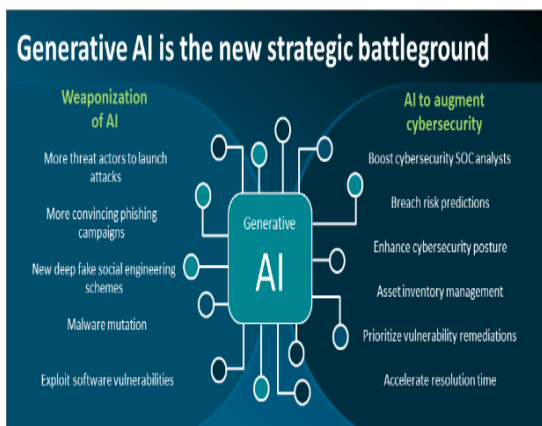 Generative AI is the new strategic battleground
Weaponization
of AI
More threat actors to launch
attacks
More convincing phishing
campaigns
New deep fake social engineering
schemes
Malware mutation
Exploit software vulnerabilities
Generative
AI
AI to augment
cybersecurity
Boost cybersecurity SOC analysts
Breach risk predictions
Enhance cybersecurity posture
Asset inventory management
Prioritize vulnerability remediations
Accelerate resolution time